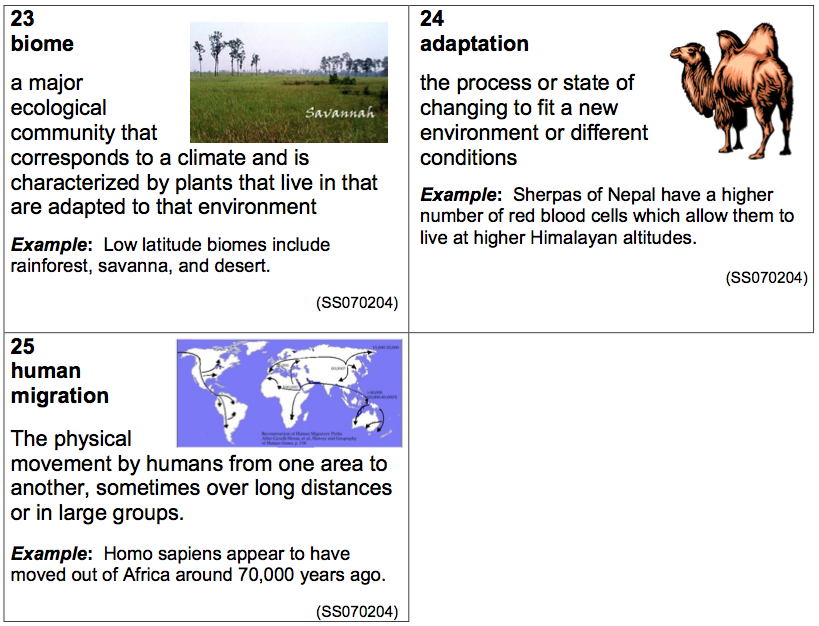 23
biome
Savannah
a major
ecological
community that
corresponds to a climate and is
characterized by plants that live in that
are adapted to that environment
Example:  Low latitude biomes include
rainforest, savanna, and desert.
(SS070204)
24
adaptation
the process or state of
changing to fit a new
environment or different
conditions
Example:  Sherpas of Nepal have a higher
number of red blood cells which allow them to
live at higher Himalayan altitudes.
(SS070204)
25
human
migration
The physical
movement by humans from one area to
another, sometimes over long distances
or in large groups.
Example:  Homo sapiens appear to have
moved out of Africa around 70,000 years ago.
(SS070204)